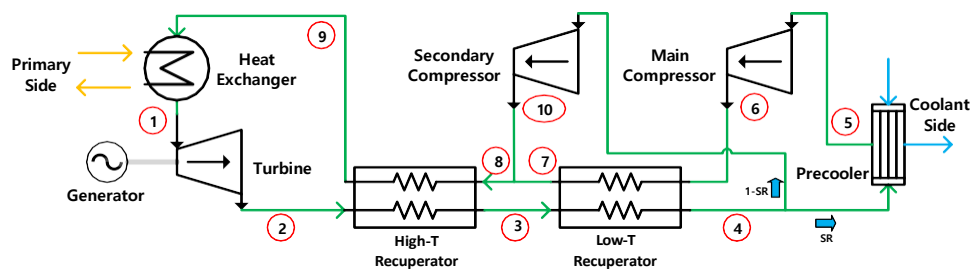 9
Primary
Side
Heat
Exchanger
1
Generator
Turbine
2
High-T
Recuperator
3
Secondary
Compressor
10
8
7
Low-T
Recuperator
4
Main
Compressor
6
5
1-SR
SR
Precooler
Coolant
Side